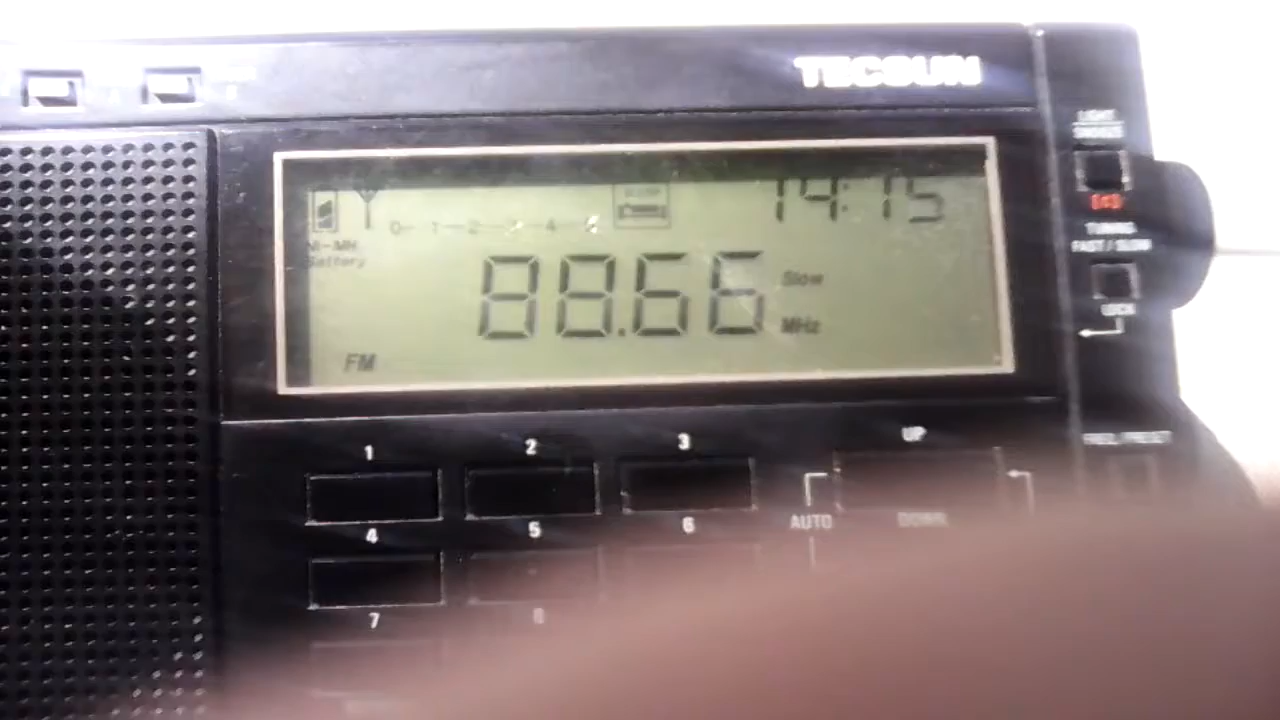 TECSUN
LIGHT
14:15
0-1-2-3-4-5
Ni-MH
Battery
88.66
Slow
MHz
FM
TUNING
FAST / SLOW
LOCK
1
2
3
UP
4
5
6
AUTO
DOWN
7
8